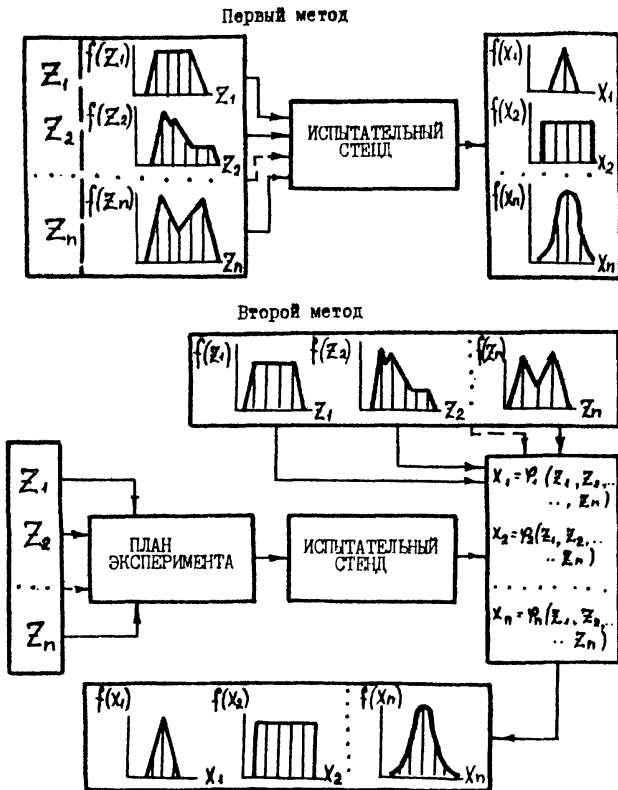 Первый метод
Z1
f(Z1)
Z1
Z2
f(Z2)
Z2
Zn
f(Zn)
Zn
ИСПЫТАТЕЛЬНЫЙ
СТЕНД
f(x1)
X1
f(X2)
X2
f(Xn)
Xn
Второй метод
f(Z1)
Z1
f(Z2)
Z2
f(Zn)
Zn
Z1
Z2
Zn
ПЛАН
ЭКСПЕРИМЕНТА
ИСПЫТАТЕЛЬНЫЙ
СТЕНД
X1=φ1(Z1,Z2,..
..,Zn)
X2=φ2(Z1,Z2,..
..Zn)
Xn=φn(Z1,Z2,..
..Zn)
f(X1)
X1
f(X2)
X2
f(Xn)
Xn